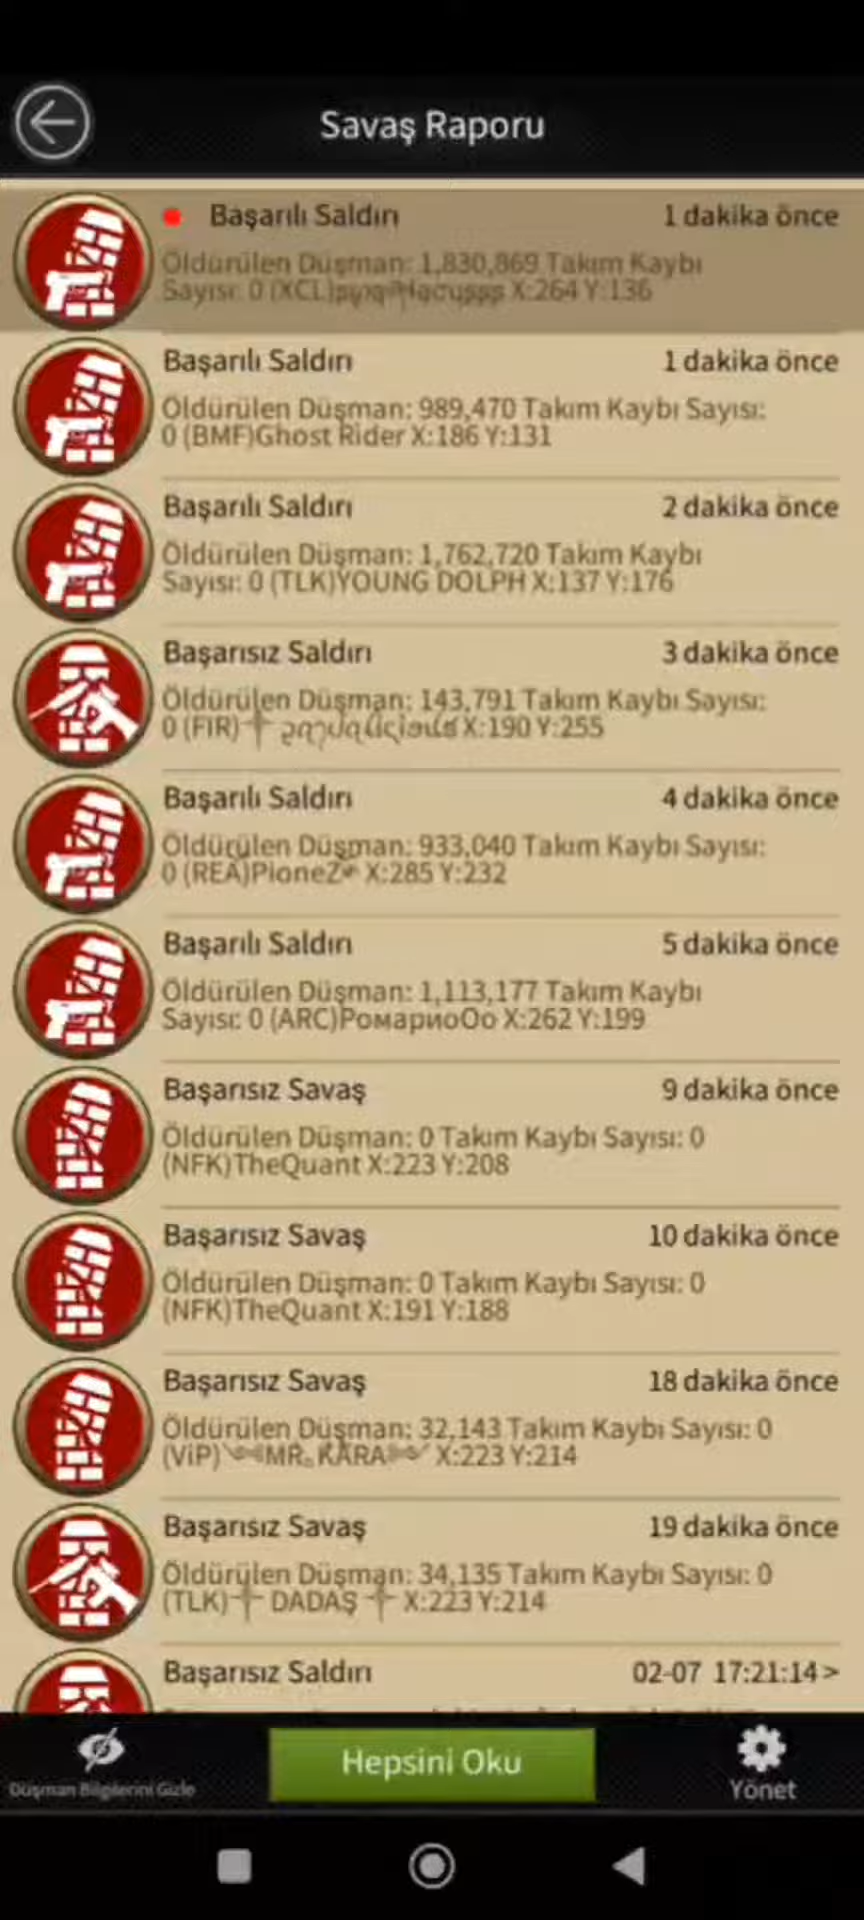 Savaş Raporu
Başarılı Saldırı 1 dakika önce
Öldürülen Düşman: 1,830,869 Takım Kaybı
Sayısı: 0 (XCL) X:264 Y:136
Başarılı Saldırı 1 dakika önce
Öldürülen Düşman: 989,470 Takım Kaybı Sayısı:
0 (BMF)Ghost Rider X:186 Y:131
Başarılı Saldırı 2 dakika önce
Öldürülen Düşman: 1,762,720 Takım Kaybı
Sayısı: 0 (TLK)YOUNG DOLPH X:137 Y:176
Başarısız Saldırı 3 dakika önce
Öldürülen Düşman: 143,791 Takım Kaybı Sayısı:
0 (FIR) X:190 Y:255
Başarılı Saldırı 4 dakika önce
Öldürülen Düşman: 933,040 Takım Kaybı Sayısı:
0 (REA) X:285 Y:232
Başarılı Saldırı 5 dakika önce
Öldürülen Düşman: 1,113,177 Takım Kaybı
Sayısı: 0 (ARC)РомариоОо X:262 Y:199
Başarısız Savaş 9 dakika önce
Öldürülen Düşman: 0 Takım Kaybı Sayısı: 0
(NFK)TheQuant X:223 Y:208
Başarısız Savaş 10 dakika önce
Öldürülen Düşman: 0 Takım Kaybı Sayısı: 0
(NFK)TheQuant X:191 Y:188
Başarısız Savaş 18 dakika önce
Öldürülen Düşman: 32,143 Takım Kaybı Sayısı: 0
(ViP) MR. KARA X:223 Y:214
Başarısız Savaş 19 dakika önce
Öldürülen Düşman: 34,135 Takım Kaybı Sayısı: 0
(TLK) DADAŞ X:223 Y:214
Başarısız Saldırı 02-07 17:21:14 >
Hepsini Oku
Düşman Bilgilerini Gizle
Yönet